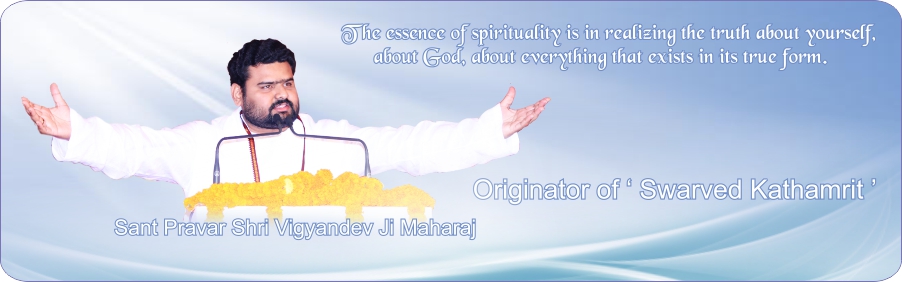 The essence of spirituality is in realizing the truth about yourself,
about God, about everything that exists in its true form.
Originator of ‘ Swarved Kathamrit ’
Sant Pravar Shri Vigyandev Ji Maharaj